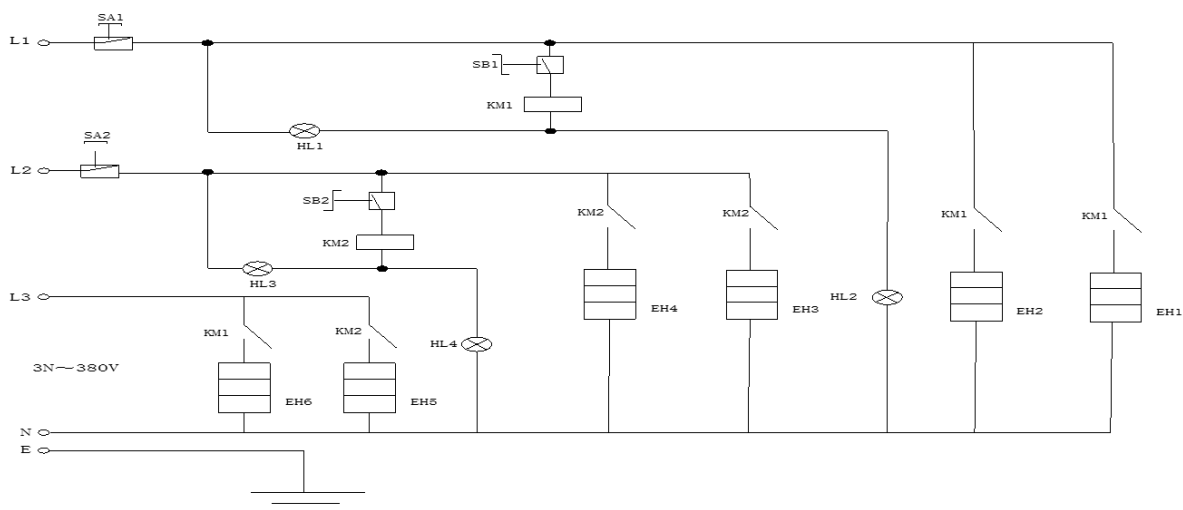 SA1
L1
SB1
KM1
HL1
SA2
L2
SB2
KM2
KM2
KM2
KM1
KM1
HL3
L3
HL2
EH4
EH3
EH2
EH1
KM1
KM2
HL4
3N～380V
EH6
EH5
N
E